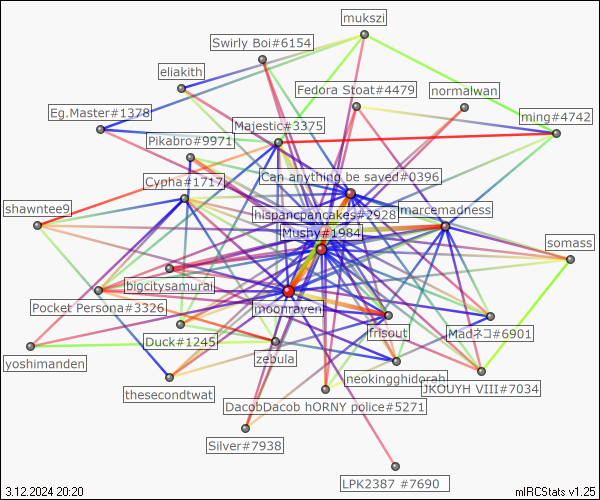 mukszi
Swirly Boi#6154
eliakith
Fedora Stoat#4479
normalwan
Eg.Master#1378
ming#4742
Majestic#3375
Pikabro#9971
Can anything be saved#0396
Cypha#1717
shawntee9
hispancpancakes#2928
marcemadness
Mushy#1984
somass
bigcitysamurai
Pocket Persona#3326
moonraven
frisout
Madネコ#6901
Duck#1245
zebula
yoshimanden
neokingghidorah
JKOUYH VIII#7034
thesecondtwat
DacobDacob hORNY police#5271
Silver#7938
LPK2387 #7690
3.12.2024 20:20
mIRCStats v1.25